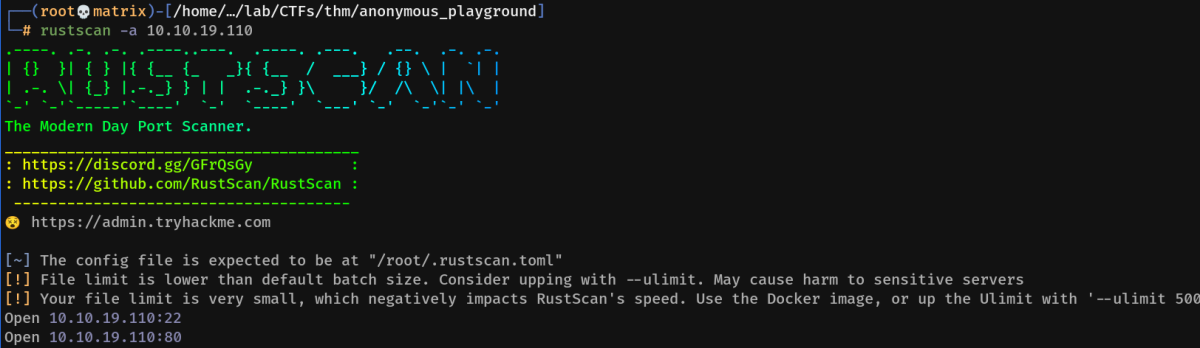 ┌──(root💀matrix)-[/home/…/lab/CTFs/thm/anonymous_playground]
└─# rustscan -a 10.10.19.110
.----. .-. .-. .----..---.  .----. .---.   .--.  .-. .-.
| {}  }| { } |{ {__ {_   _}{ {__  /  ___} / {} \ |  `| |
| .-. \| {_} |.-._} } | |  .-._} }\     }/  /\  \| |\  |
`-' `-'`-----'`----'  `-'  `----'  `---' `-'  `-'`-' `-'
The Modern Day Port Scanner.
________________________________________
: https://discord.gg/GFrQsGy           :
: https://github.com/RustScan/RustScan :
 --------------------------------------
😵 https://admin.tryhackme.com
[~] The config file is expected to be at "/root/.rustscan.toml"
[!] File limit is lower than default batch size. Consider upping with --ulimit. May cause harm to sensitive servers
[!] Your file limit is very small, which negatively impacts RustScan's speed. Use the Docker image, or up the Ulimit with '--ulimit 500
Open 10.10.19.110:22
Open 10.10.19.110:80